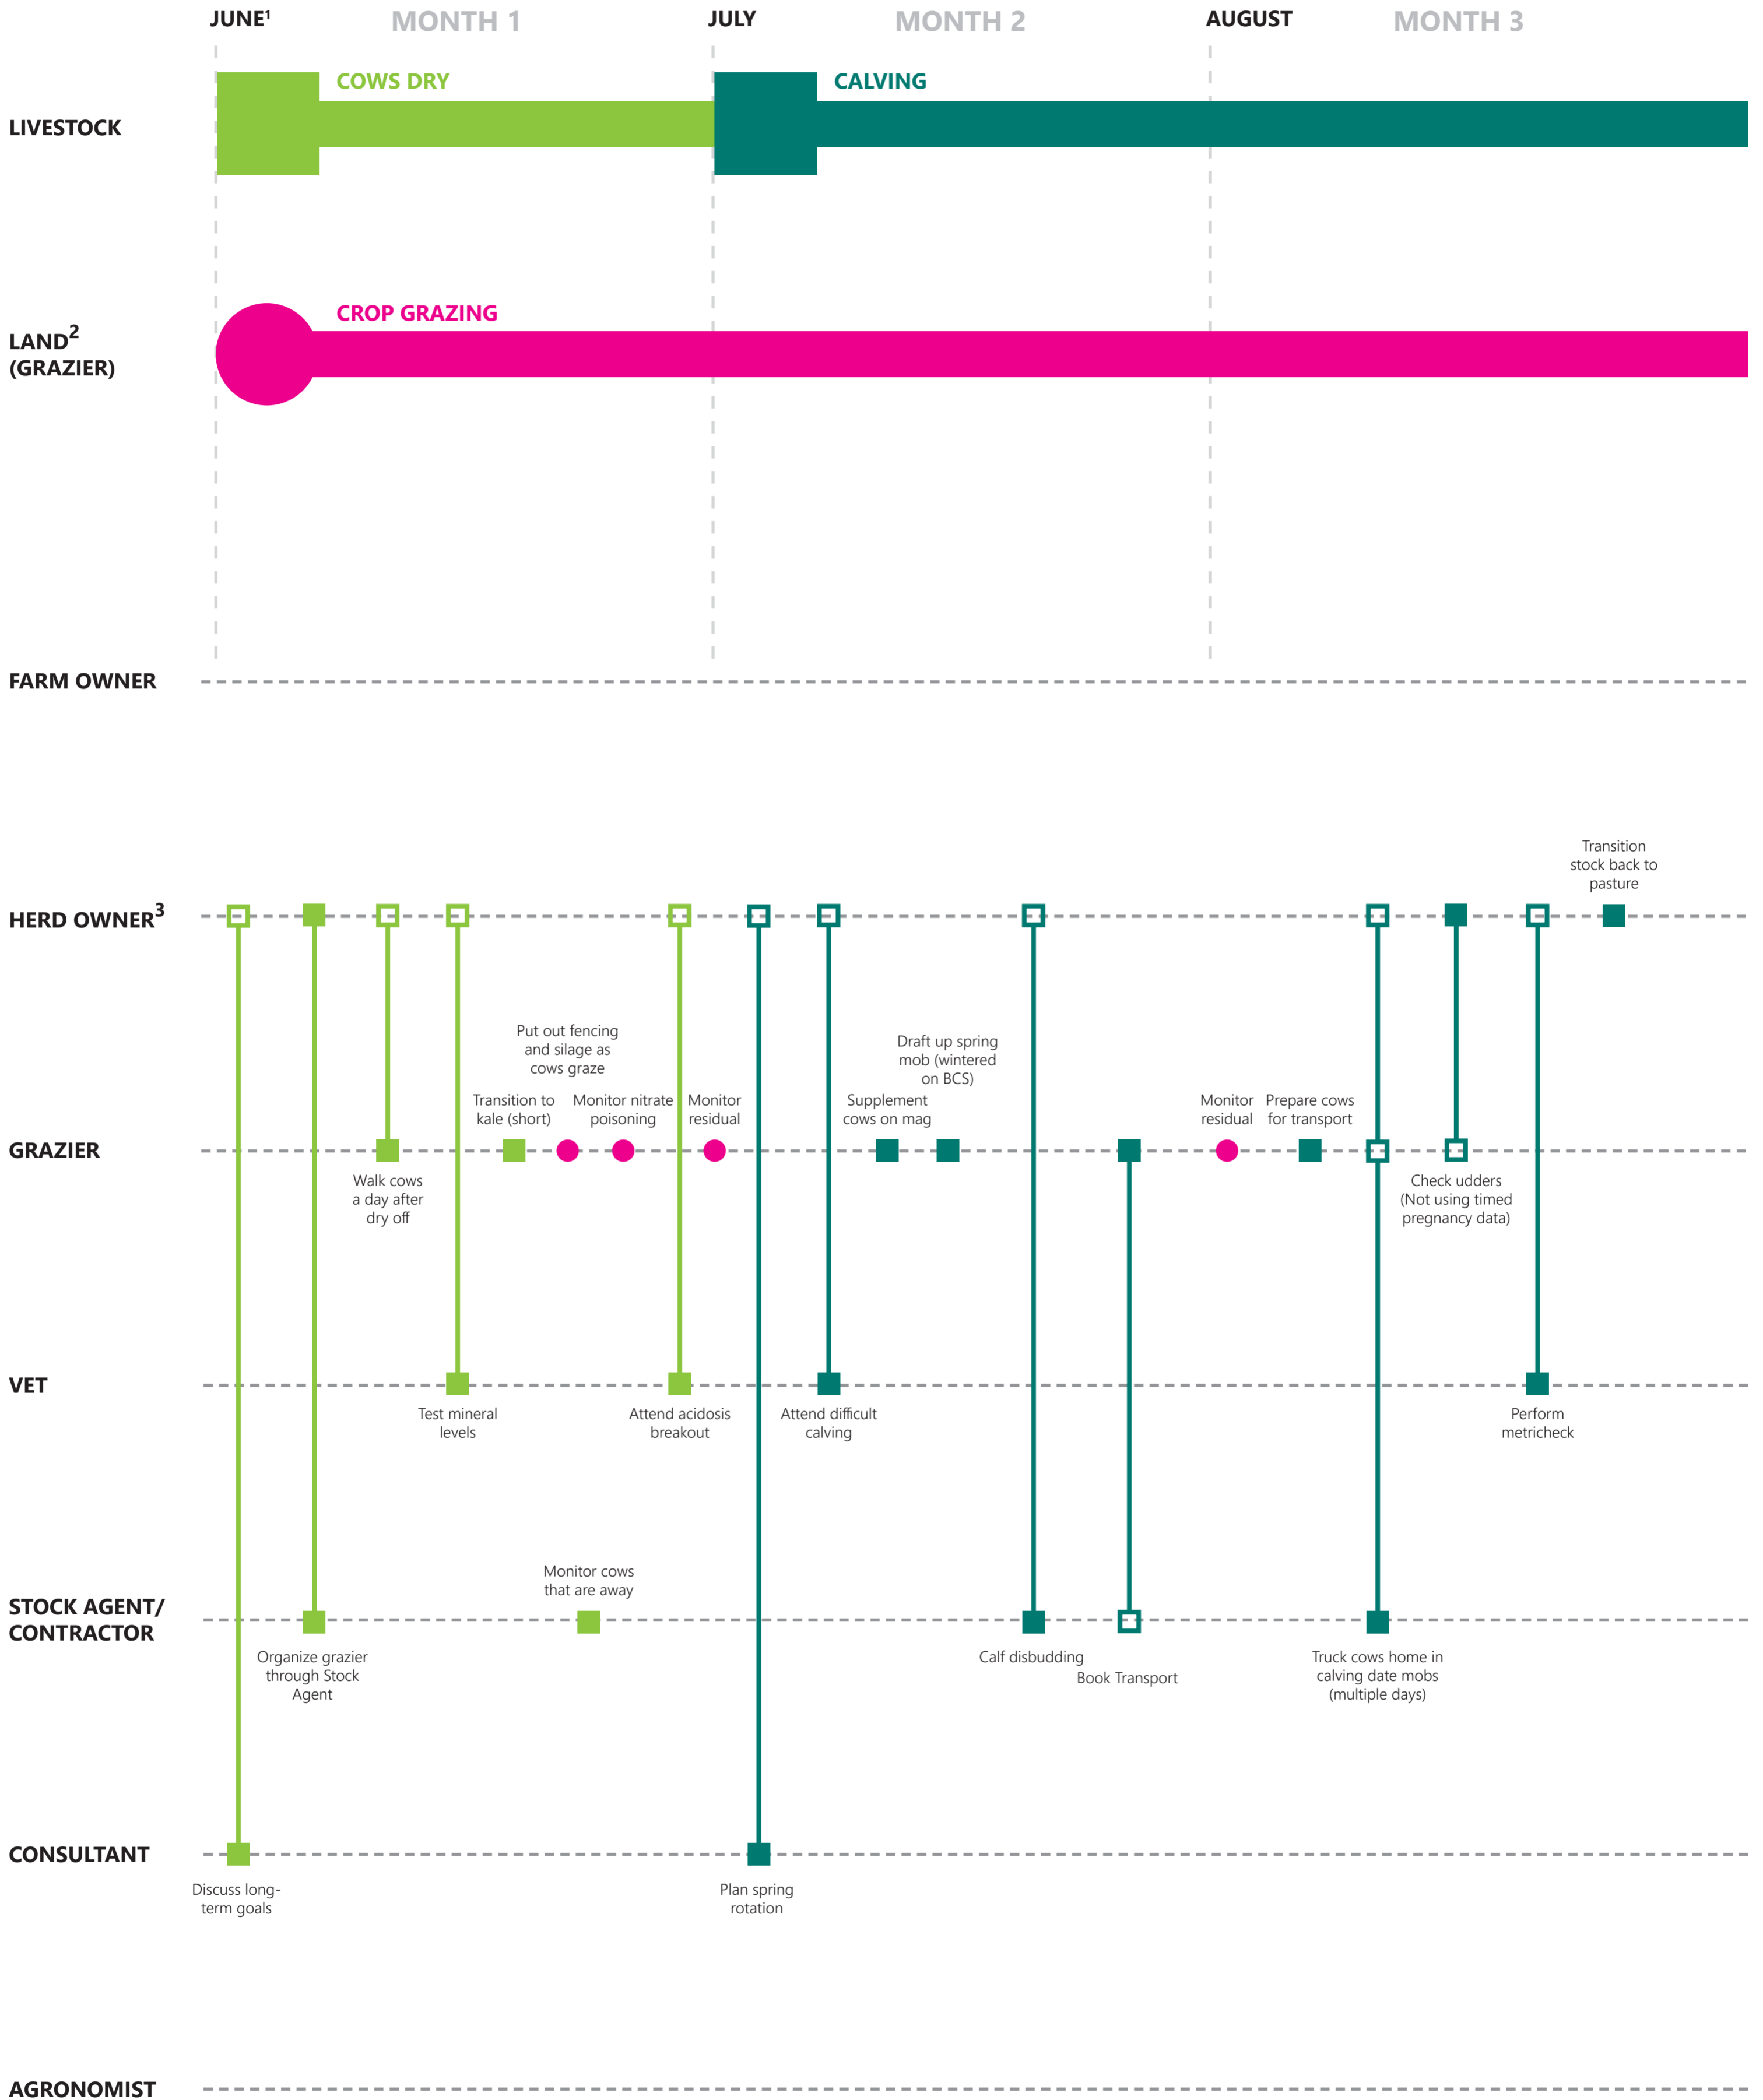 JUNE¹ MONTH 1 JULY MONTH 2 AUGUST MONTH 3
COWS DRY CALVING
LIVESTOCK
CROP GRAZING
LAND²
(GRAZIER)
FARM OWNER
Transition
stock back to
pasture
HERD OWNER³
Put out fencing
and silage as
cows graze
Draft up spring
mob (wintered
on BCS)
Transition to
kale (short)
Monitor nitrate
poisoning
Monitor
residual
Supplement
cows on mag
Monitor
residual
Prepare cows
for transport
GRAZIER
Walk cows
a day after
dry off
Check udders
(Not using timed
pregnancy data)
VET
Test mineral
levels
Attend acidosis
breakout
Attend difficult
calving
Perform
metricheck
Monitor cows
that are away
STOCK AGENT/
CONTRACTOR
Organize grazier
through Stock
Agent
Calf disbudding
Book Transport
Truck cows home in
calving date mobs
(multiple days)
CONSULTANT
Discuss long-
term goals
Plan spring
rotation
AGRONOMIST